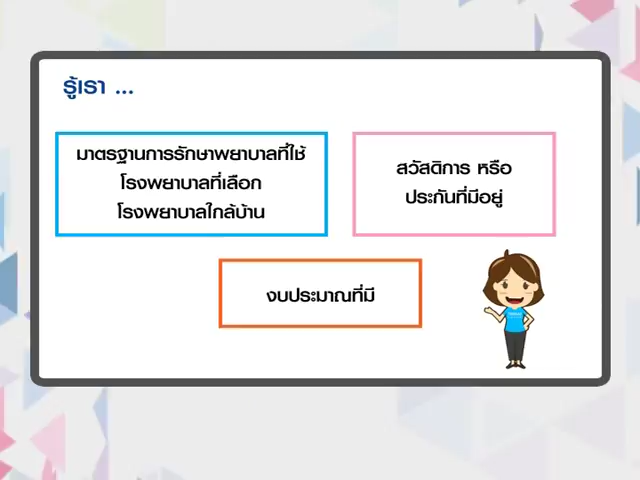 รู้เรา ...
มาตรฐานการรักษาพยาบาลที่ใช้
โรงพยาบาลที่เลือก
โรงพยาบาลใกล้บ้าน
สวัสดิการ หรือ
ประกันที่มีอยู่
งบประมาณที่มี